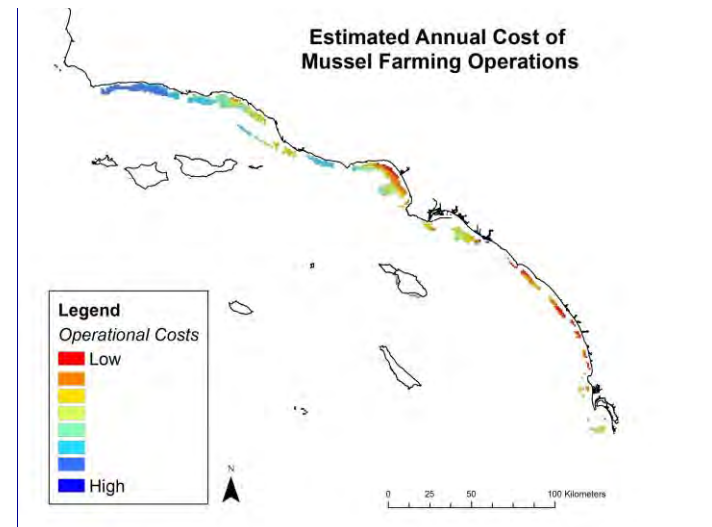 Estimated Annual Cost of
Mussel Farming Operations
Legend
Operational Costs
Low
High
N
0 25 50 100 Kilometers